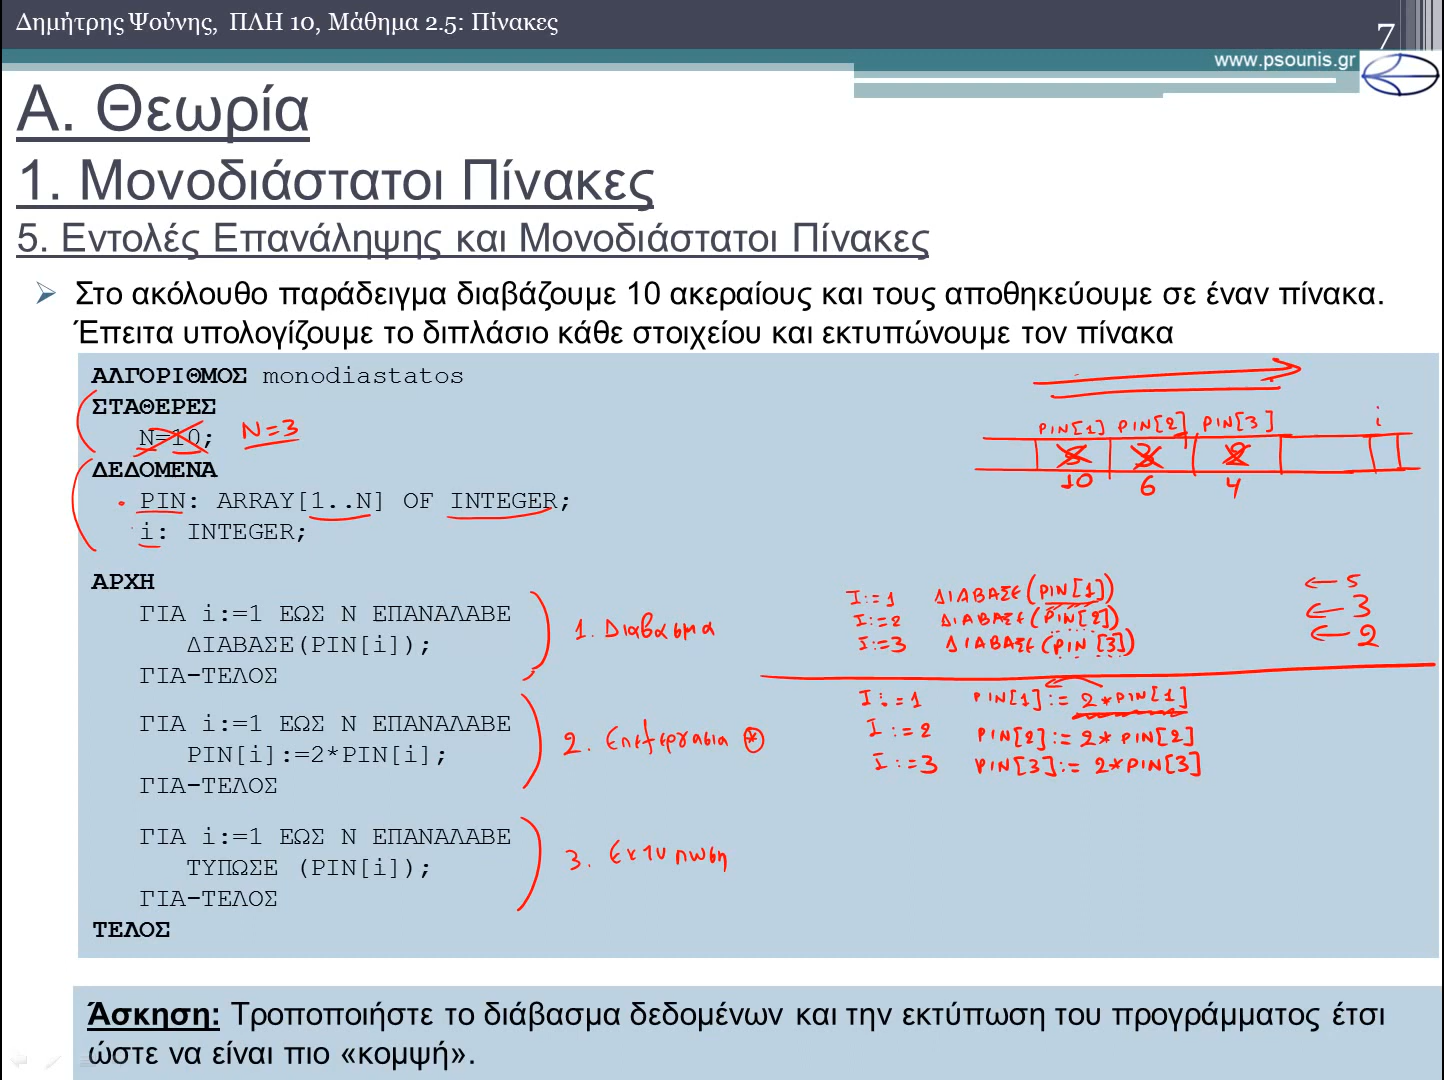 Δημήτρης Ψούνης, ΠΛΗ 10, Μάθημα 2.5: Πίνακες
7
www.psounis.gr
Α. Θεωρία
1. Μονοδιάστατοι Πίνακες
5. Εντολές Επανάληψης και Μονοδιάστατοι Πίνακες
Στο ακόλουθο παράδειγμα διαβάζουμε 10 ακεραίους και τους αποθηκεύουμε σε έναν πίνακα.
Έπειτα υπολογίζουμε το διπλάσιο κάθε στοιχείου και εκτυπώνουμε τον πίνακα
ΑΛΓΟΡΙΘΜΟΣ monodiastatos
ΣΤΑΘΕΡΕΣ
N=10; N=3
PIN[1] PIN[2] PIN[3] i
5 3 2
10 6 4
ΔΕΔΟΜΕΝΑ
PIN: ARRAY[1..N] OF INTEGER;
i: INTEGER;
ΑΡΧΗ
ΓΙΑ i:=1 ΕΩΣ N ΕΠΑΝΑΛΑΒΕ
ΔΙΑΒΑΣΕ(PIN[i]);
ΓΙΑ-ΤΕΛΟΣ
1. Διαβασμα
I:=1 ΔΙΑΒΑΣΕ(PIN[1]) ← 5
I:=2 ΔΙΑΒΑΣΕ(PIN[2]) ← 3
I:=3 ΔΙΑΒΑΣΕ(PIN[3]) ← 2
ΓΙΑ i:=1 ΕΩΣ N ΕΠΑΝΑΛΑΒΕ
PIN[i]:=2*PIN[i];
ΓΙΑ-ΤΕΛΟΣ
2. Επεξεργασια *
I:=1 PIN[1]:= 2*PIN[1]
I:=2 PIN[2]:= 2*PIN[2]
I:=3 PIN[3]:= 2*PIN[3]
ΓΙΑ i:=1 ΕΩΣ N ΕΠΑΝΑΛΑΒΕ
ΤΥΠΩΣΕ (PIN[i]);
ΓΙΑ-ΤΕΛΟΣ
3. Εκτυπωση
ΤΕΛΟΣ
Άσκηση: Τροποποιήστε το διάβασμα δεδομένων και την εκτύπωση του προγράμματος έτσι
ώστε να είναι πιο «κομψή».